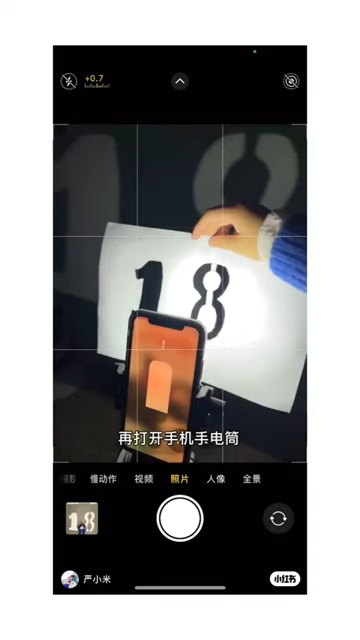 +0.7
18
再打开手机手电筒
慢动作 视频 照片 人像 全景
18
严小米
小红书